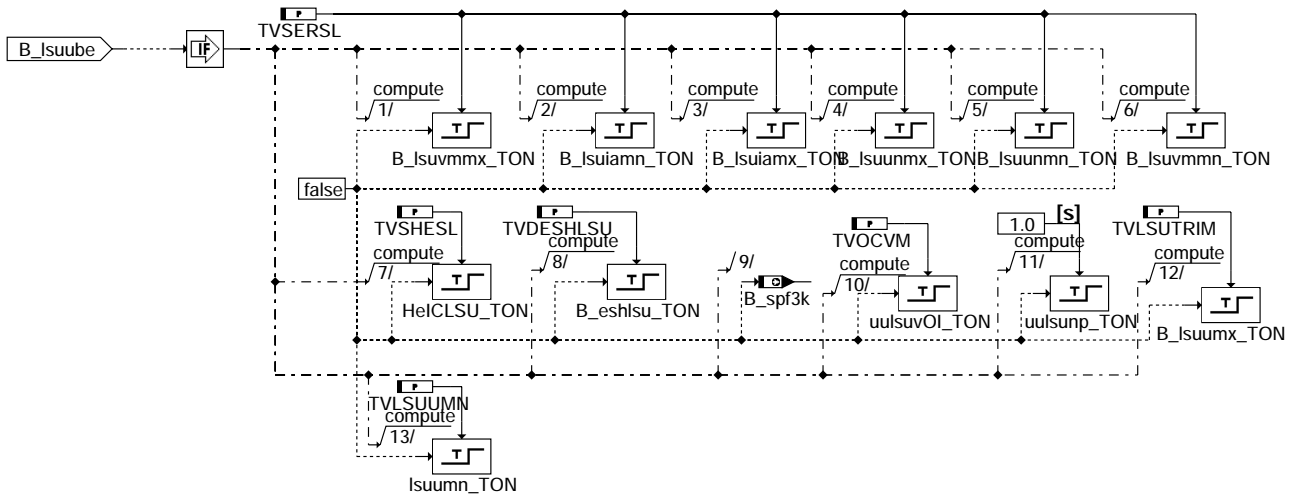 TVSERSL
B_lsuube
IF
compute compute compute compute compute compute
1/ 2/ 3/ 4/ 5/ 6/
T T T T T T
B_lsuvmmx_TON B_lsuiamn_TON B_lsuiamx_TON B_lsuunmx_TON B_lsuunmn_TON B_lsuvmmn_TON
false
P P P 1.0 [s] P
TVSHESL TVDESHLSU TVOCVM TVLSUTRIM
compute compute compute compute compute
7/ 8/ 9/ 10/ 11/ 12/
T T T T T
HeICLSU_TON B_eshlsu_TON B_spf3k uulsuvOl_TON uulsunp_TON B_lsuumx_TON
P
TVLSUUMN
compute
13/
T
lsuumn_TON